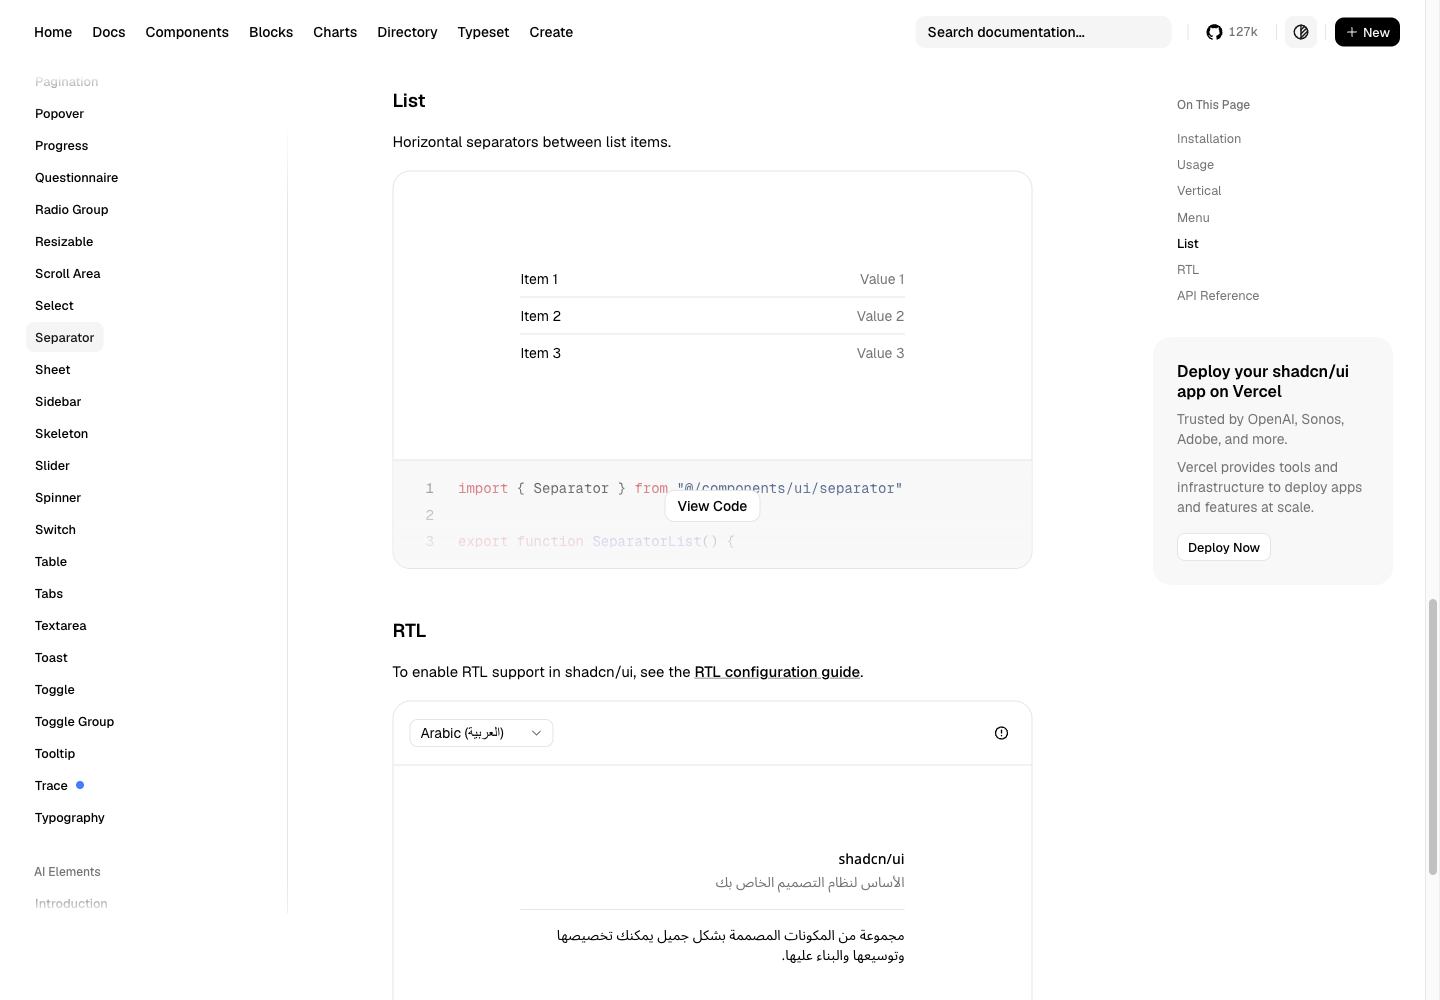 Home Docs Components Blocks Charts Directory Typeset Create
Search documentation...
127k
New
Pagination
Popover
Progress
Questionnaire
Radio Group
Resizable
Scroll Area
Select
Separator
Sheet
Sidebar
Skeleton
Slider
Spinner
Switch
Table
Tabs
Textarea
Toast
Toggle
Toggle Group
Tooltip
Trace
Typography
AI Elements
Introduction
List
Horizontal separators between list items.
Item 1 Value 1
Item 2 Value 2
Item 3 Value 3
1 import { Separator } from "@/components/ui/separator"
View Code
2
3 export function SeparatorList() {
RTL
To enable RTL support in shadcn/ui, see the RTL configuration guide.
Arabic (العربية)
shadcn/ui
الأساس لنظام التصميم الخاص بك
مجموعة من المكونات المصممة بشكل جميل يمكنك تخصيصها
وتوسيعها والبناء عليها.
On This Page
Installation
Usage
Vertical
Menu
List
RTL
API Reference
Deploy your shadcn/ui
app on Vercel
Trusted by OpenAI, Sonos,
Adobe, and more.
Vercel provides tools and
infrastructure to deploy apps
and features at scale.
Deploy Now